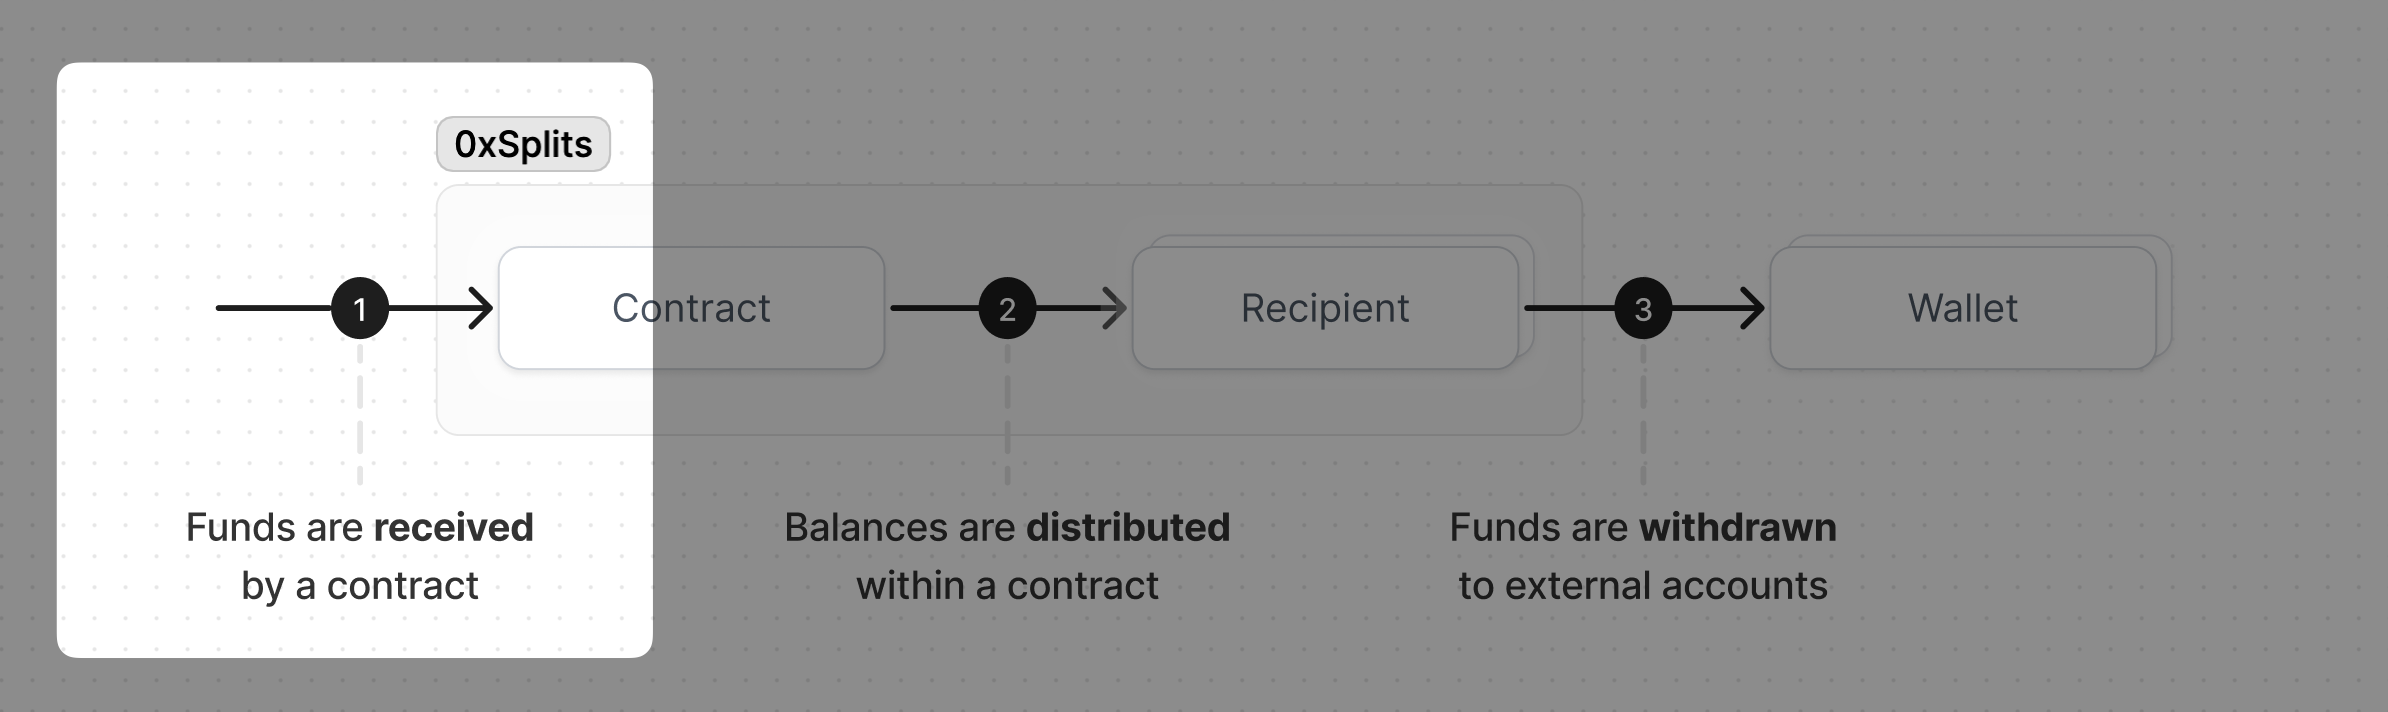 0xSplits
1
Contract
2
Recipient
3
Wallet
Funds are received
by a contract
Balances are distributed
within a contract
Funds are withdrawn
to external accounts